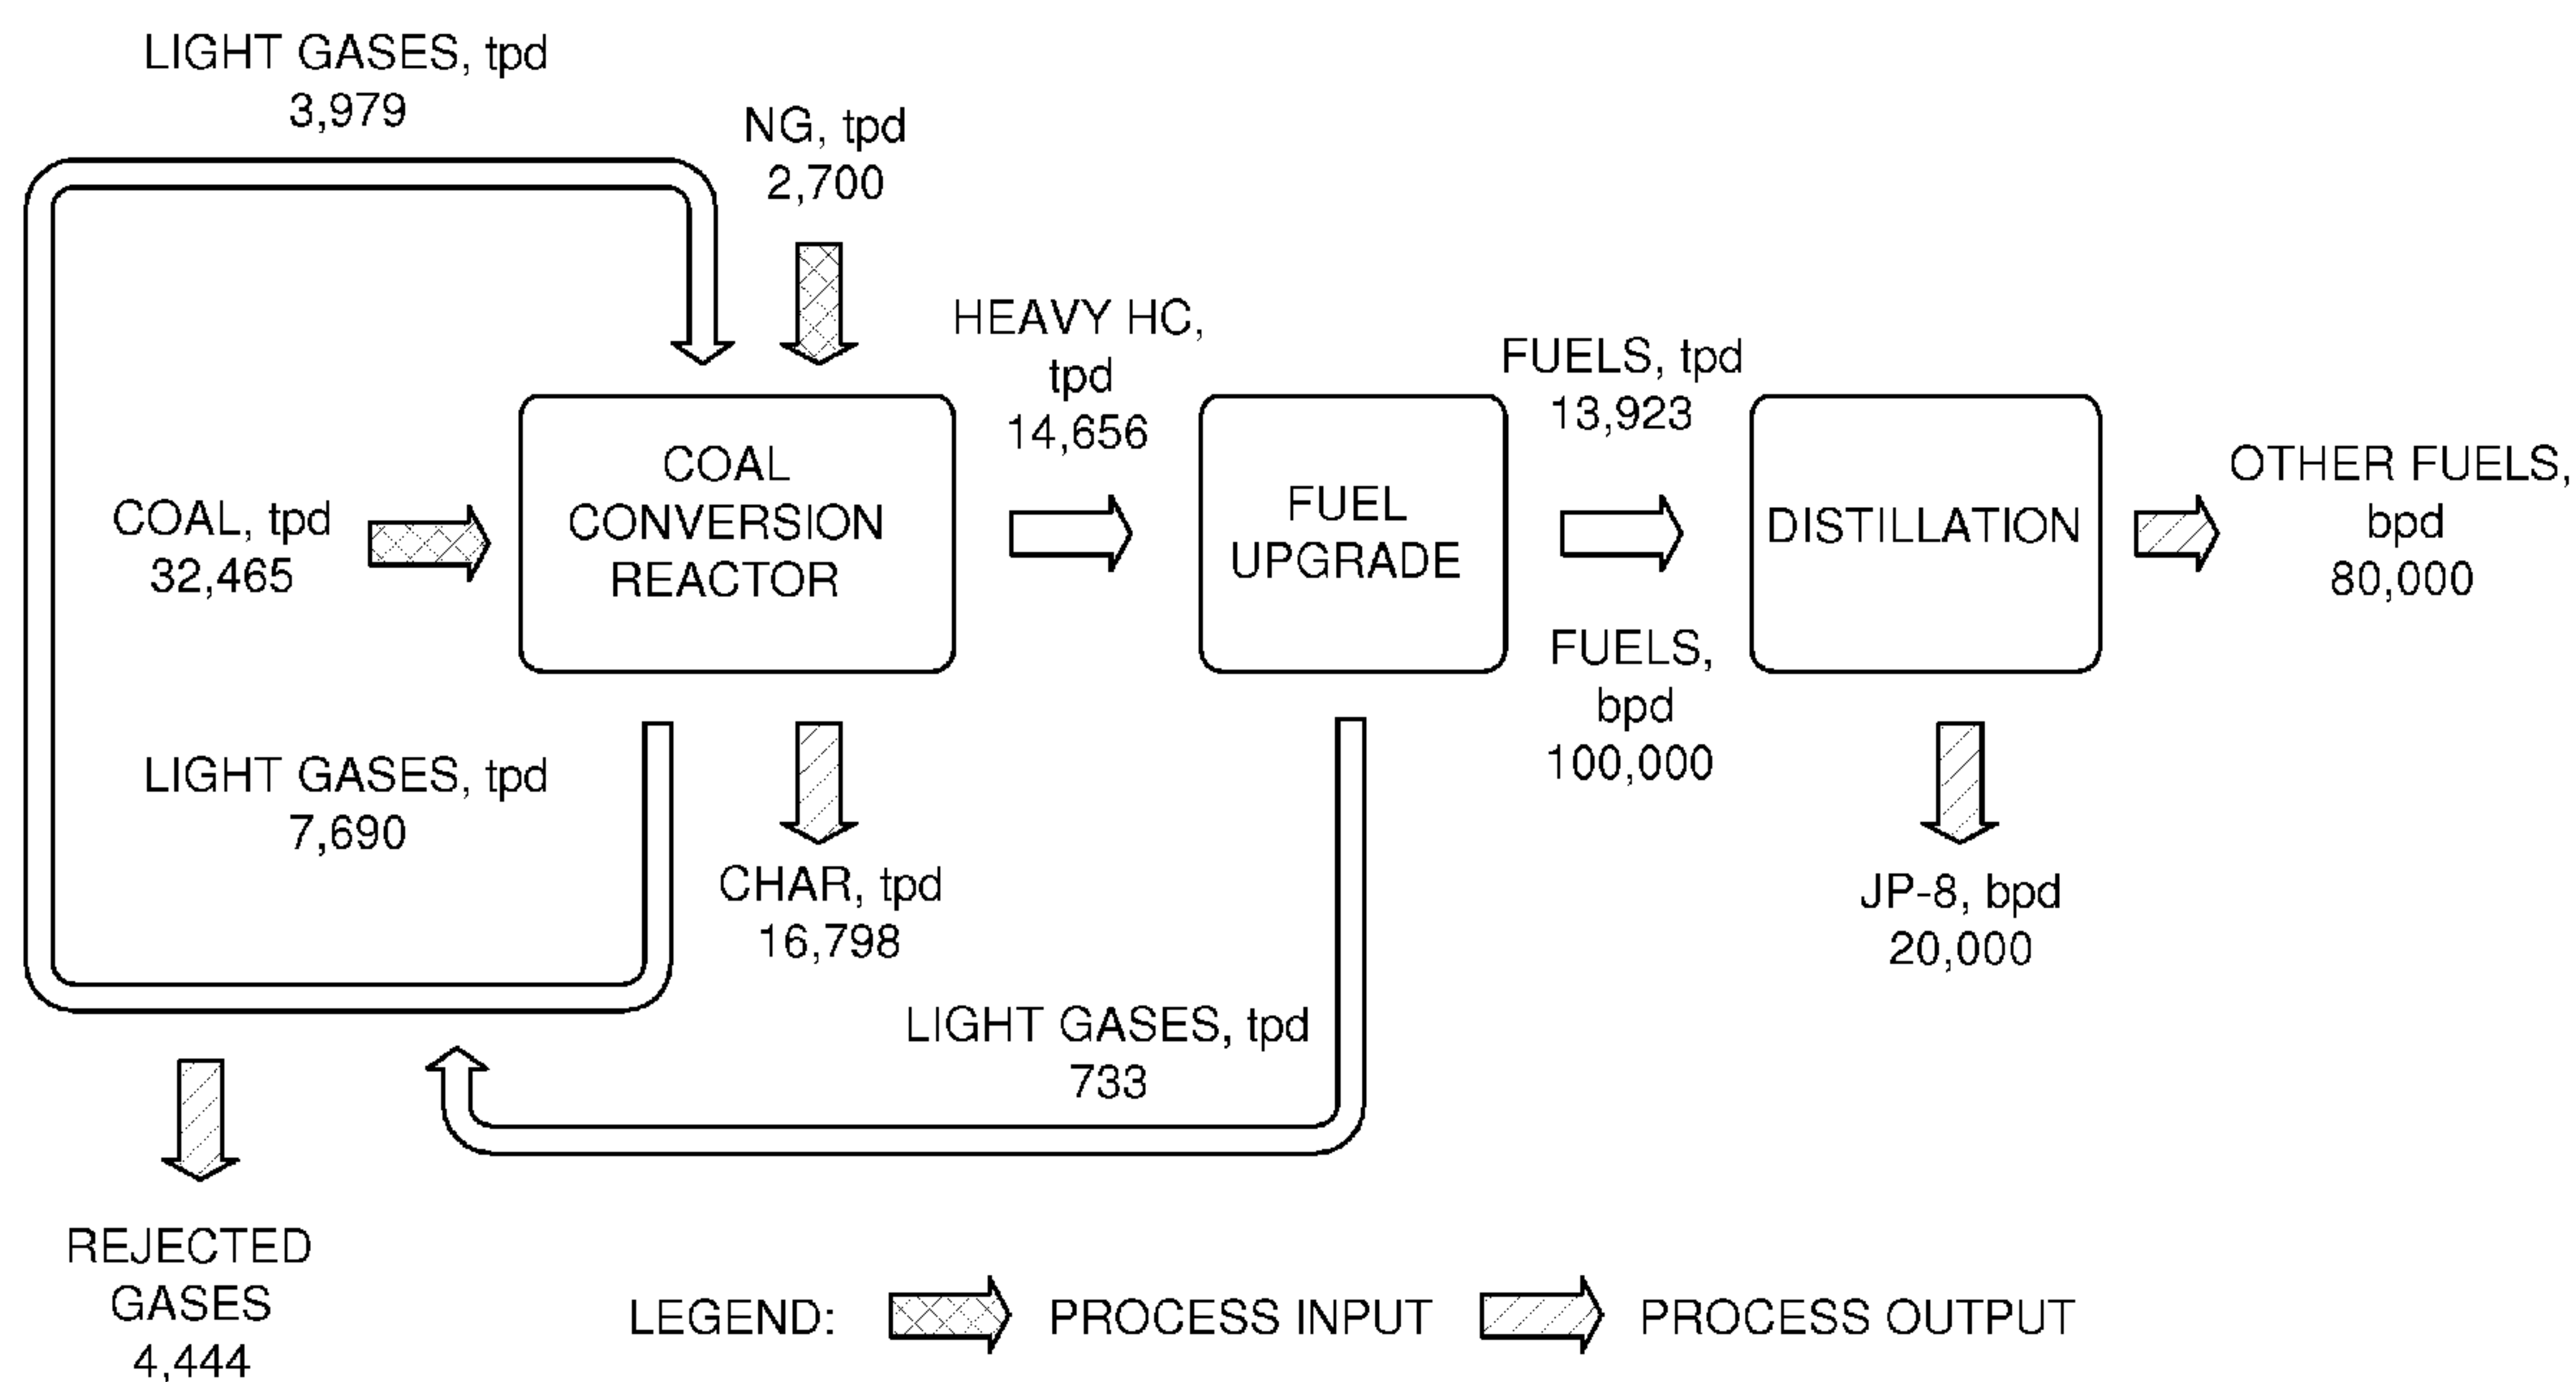 LIGHT GASES, tpd
3,979
NG, tpd
2,700
HEAVY HC,
tpd
14,656
FUELS, tpd
13,923
COAL, tpd
32,465
COAL
CONVERSION
REACTOR
FUEL
UPGRADE
DISTILLATION
OTHER FUELS,
bpd
80,000
FUELS,
bpd
100,000
LIGHT GASES, tpd
7,690
CHAR, tpd
16,798
JP-8, bpd
20,000
LIGHT GASES, tpd
733
REJECTED
GASES
4,444
LEGEND: PROCESS INPUT PROCESS OUTPUT